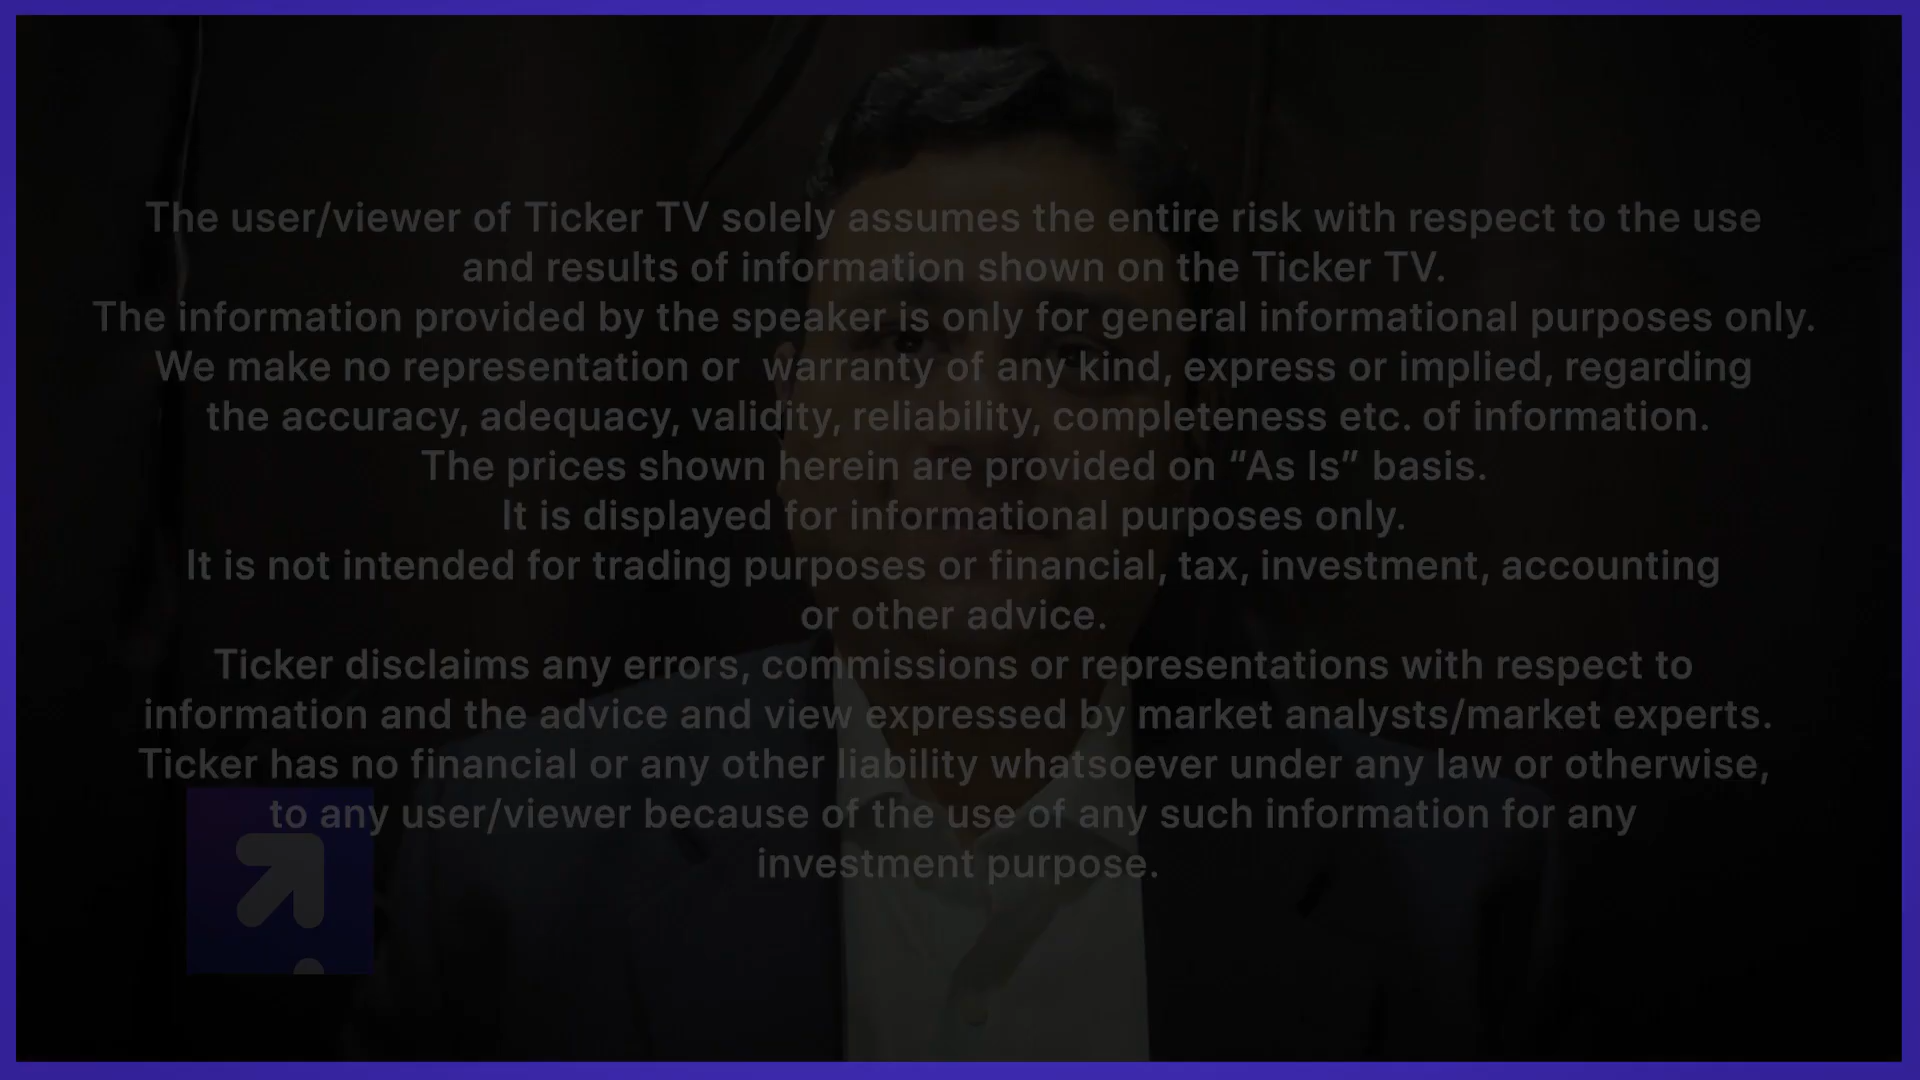 The user/viewer of Ticker TV solely assumes the entire risk with respect to the use
and results of information shown on the Ticker TV.
The information provided by the speaker is only for general informational purposes only.
We make no representation or  warranty of any kind, express or implied, regarding
the accuracy, adequacy, validity, reliability, completeness etc. of information.
The prices shown herein are provided on “As Is” basis.
It is displayed for informational purposes only.
It is not intended for trading purposes or financial, tax, investment, accounting
or other advice.
Ticker disclaims any errors, commissions or representations with respect to
information and the advice and view expressed by market analysts/market experts.
Ticker has no financial or any other liability whatsoever under any law or otherwise,
to any user/viewer because of the use of any such information for any
investment purpose.